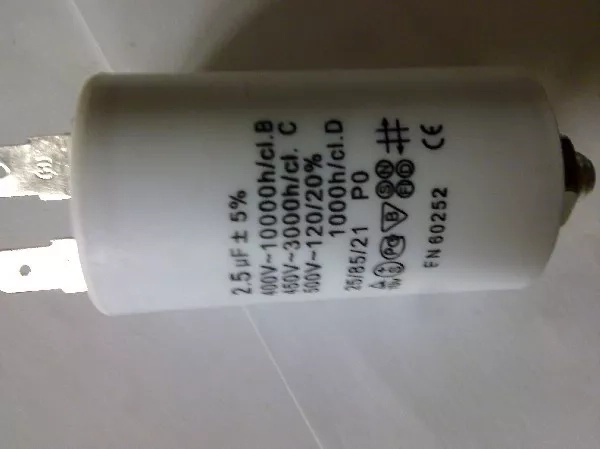 2.5 µF ± 5%
400V~10000h/cl.B
450V~3000h/cl. C
500V~120/20%
1000h/cl.D
25/85/21 P0
EN 60252 CE